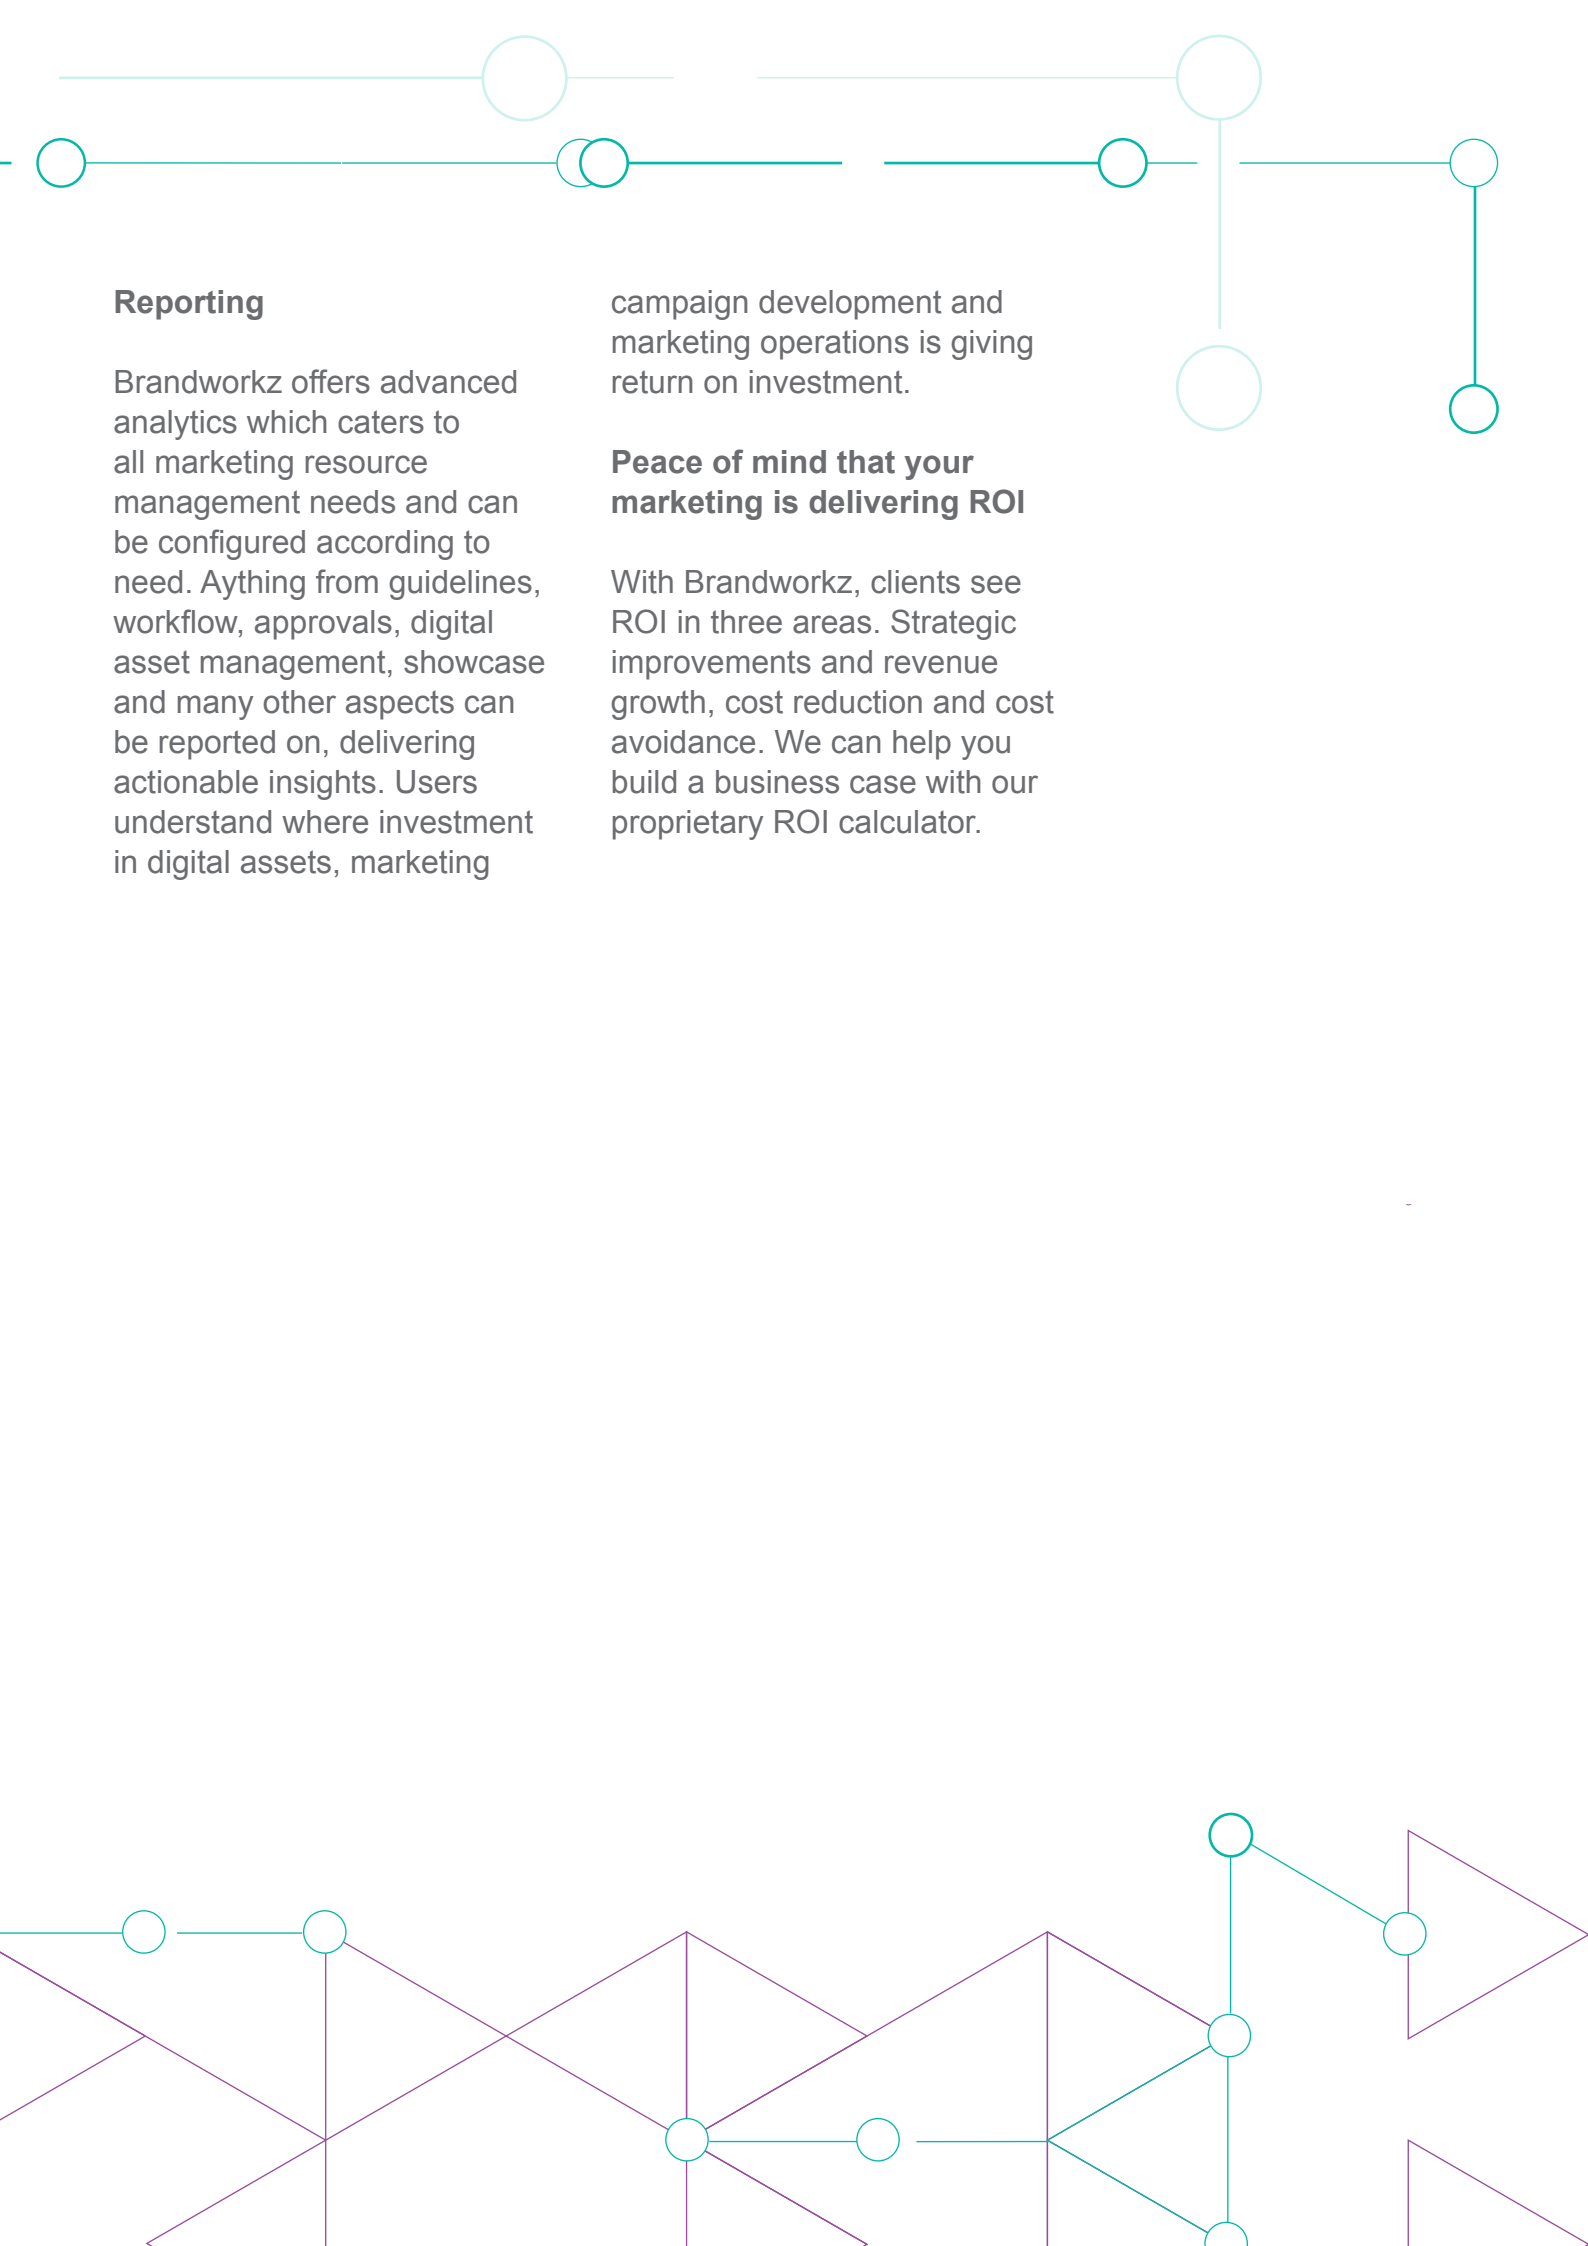 Reporting
Brandworkz offers advanced
analytics which caters to
all marketing resource
management needs and can
be configured according to
need. Aything from guidelines,
workflow, approvals, digital
asset management, showcase
and many other aspects can
be reported on, delivering
actionable insights. Users
understand where investment
in digital assets, marketing
campaign development and
marketing operations is giving
return on investment.
Peace of mind that your
marketing is delivering ROI
With Brandworkz, clients see
ROI in three areas. Strategic
improvements and revenue
growth, cost reduction and cost
avoidance. We can help you
build a business case with our
proprietary ROI calculator.